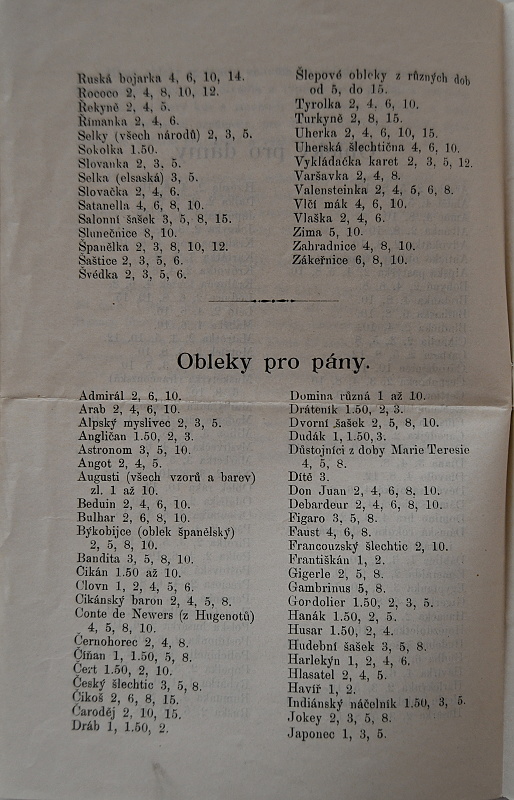 Ruská bojarka 4, 6, 10, 14.
Rococo 2, 4, 8, 10, 12.
Řekyně 2, 4, 5.
Římanka 2, 4, 6.
Selky (všech národů) 2, 3, 5.
Sokolka 1.50.
Slovanka 2, 3, 5.
Selka (elsaská) 3, 5.
Slovačka 2, 4, 6.
Satanella 4, 6, 8, 10.
Salonní šašek 3, 5, 8, 15.
Slunečnice 8, 10.
Španělka 2, 3, 8, 10, 12.
Šaštice 2, 3, 5, 6.
Švédka 2, 3, 5, 6.
Šlepové obleky z různých dob
od 5, do 15.
Tyrolka 2, 4, 6, 10.
Turkyně 2, 8, 15.
Uherka 2, 4, 6, 10, 15.
Uherská šlechtična 4, 6, 10.
Vykládačka karet 2, 3, 5, 12.
Varšavka 2, 4, 8.
Valensteinka 2, 4, 5, 6, 8.
Vlčí mák 4, 6, 10.
Vlaška 2, 4, 6.
Zima 5, 10.
Zahradnice 4, 8, 10.
Zákeřnice 6, 8, 10.
Obleky pro pány.
Admirál 2, 6, 10.
Arab 2, 4, 6, 10.
Alpský myslivec 2, 3, 5.
Angličan 1.50, 2, 3.
Astronom 3, 5, 10.
Angot 2, 4, 5.
Augusti (všech vzorů a barev)
zl. 1 až 10.
Beduin 2, 4, 6, 10.
Bulhar 2, 6, 8, 10.
Býkobijce (oblek španělský)
2, 5, 8, 10.
Bandita 3, 5, 8, 10.
Cikán 1.50 až 10.
Clovn 1, 2, 4, 5, 6.
Cikánský baron 2, 4, 5, 8.
Conte de Newers (z Hugenotů)
4, 5, 8, 10.
Černohorec 2, 4, 8.
Číňan 1, 1.50, 5, 8.
Čert 1.50, 2, 10.
Český šlechtic 3, 5, 8.
Čikoš 2, 6, 8, 15.
Čaroděj 2, 10, 15.
Dráb 1, 1.50, 2.
Domina různá 1 až 10.
Dráteník 1.50, 2, 3.
Dvorní šašek 2, 5, 8, 10.
Dudák 1, 1.50, 3.
Důstojníci z doby Marie Teresie
4, 5, 8.
Dítě 3.
Don Juan 2, 4, 6, 8, 10.
Debardeur 2, 4, 6, 8, 10.
Figaro 3, 5, 8.
Faust 4, 6, 8.
Francouzský šlechtic 2, 10.
Františkán 1, 2.
Gigerle 2, 5, 8.
Gambrinus 5, 8.
Gordolier 1.50, 2, 3, 5.
Hanák 1.50, 2, 5.
Husar 1.50, 2, 4.
Hudební šašek 3, 5, 8.
Harlekýn 1, 2, 4, 6.
Hlasatel 2, 4, 5.
Havíř 1, 2.
Indiánský náčelník 1.50, 3, 5.
Jokey 2, 3, 5, 8.
Japonec 1, 3, 5.